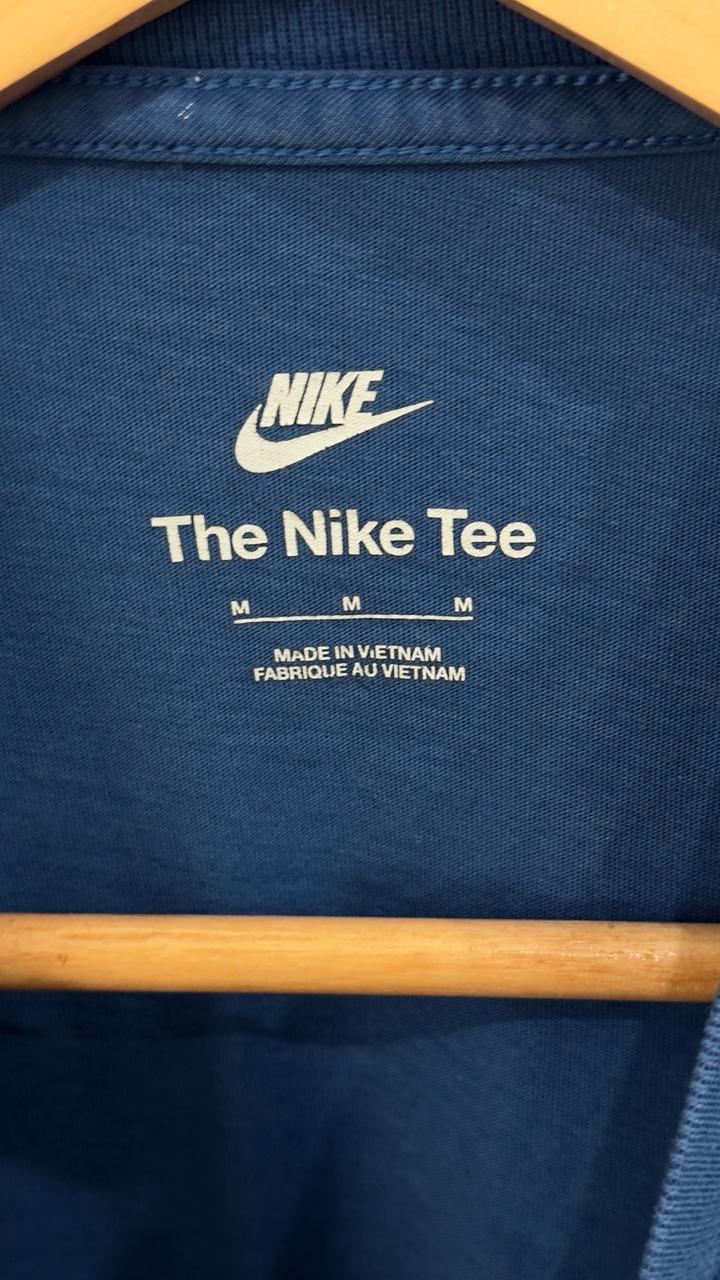 NIKE
The Nike Tee
M M M
MADE IN VIETNAM
FABRIQUE AU VIETNAM